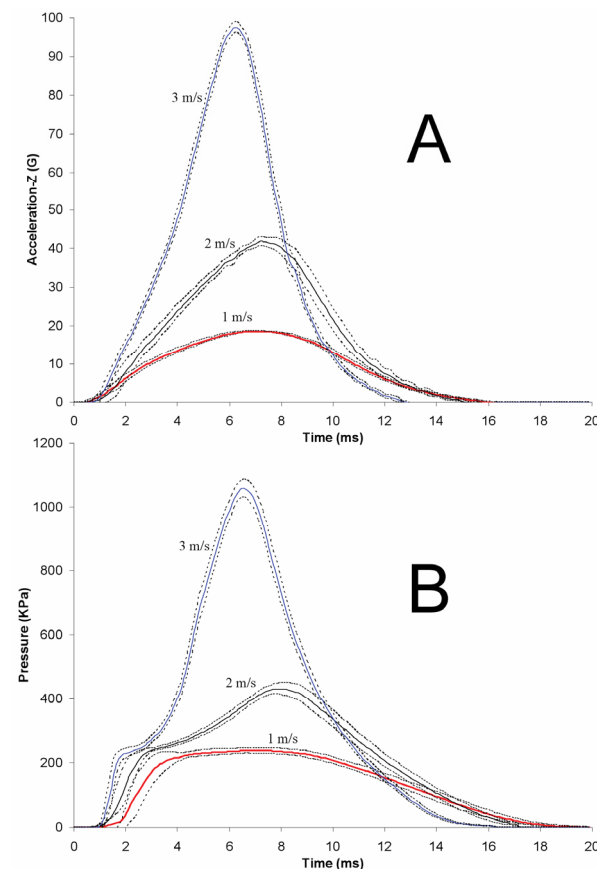 100
90
80
70
60
50
40
30
20
10
0
Acceleration-Z (G)
3 m/s
2 m/s
1 m/s
A
0 2 4 6 8 10 12 14 16 18 20
Time (ms)
1200
1000
800
600
400
200
0
Pressure (KPa)
3 m/s
2 m/s
1 m/s
B
0 2 4 6 8 10 12 14 16 18 20
Time (ms)